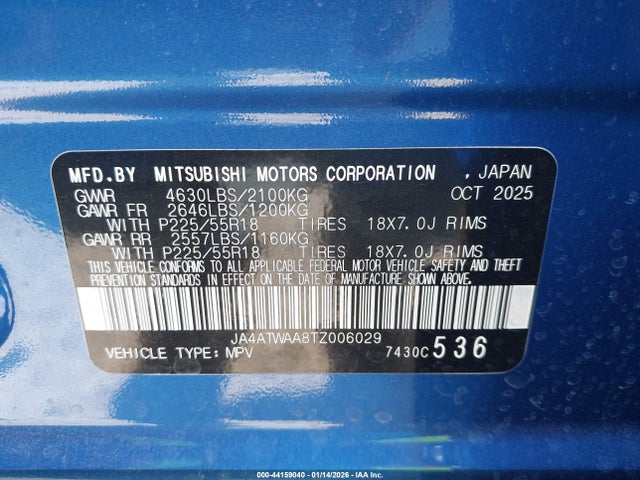 MFD.BY MITSUBISHI MOTORS CORPORATION , JAPAN
GVWR 4630LBS/2100KG OCT 2025
GAWR FR 2646LBS/1200KG
WITH P225/55R18 TIRES 18X7.0J RIMS
GAWR RR 2557LBS/1160KG
WITH P225/55R18 TIRES 18X7.0J RIMS
THIS VEHICLE CONFORMS TO ALL APPLICABLE FEDERAL MOTOR VEHICLE SAFETY AND THEFT
PREVENTION STANDARDS IN EFFECT ON THE DATE OF MANUFACTURE SHOWN ABOVE.
JA4ATWAA8TZ006029
VEHICLE TYPE: MPV 7430C 536
000-44159040 - 01/14/2026 - IAA Inc.